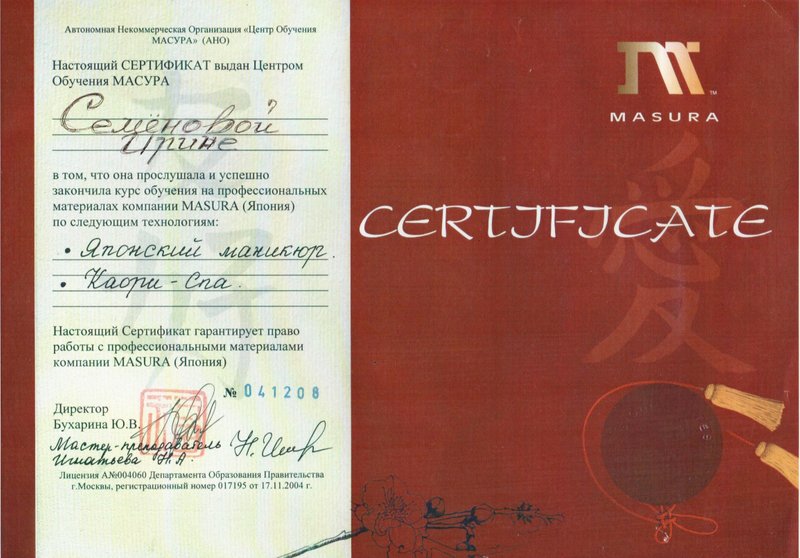 Автономная Некоммерческая Организация «Центр Обучения
МАСУРА» (АНО)
Настоящий СЕРТИФИКАТ выдан Центром
Обучения МАСУРА
Семёновой
Ирине
в том, что она прослушала и успешно
закончила курс обучения на профессиональных
материалах компании MASURA (Япония)
по следующим технологиям:
• Японский маникюр.
• Каори - Спа.
Настоящий Сертификат гарантирует право
работы с профессиональными материалами
компании MASURA (Япония)
№ 041208
Директор
Бухарина Ю.В.
Мастер-преподаватель
Игнатьева Н.А.
Лицензия А№004060 Департамента Образования Правительства
г.Москвы, регистрационный номер 017195 от 17.11.2004 г.
TM
MASURA
CERTIFICATE
愛